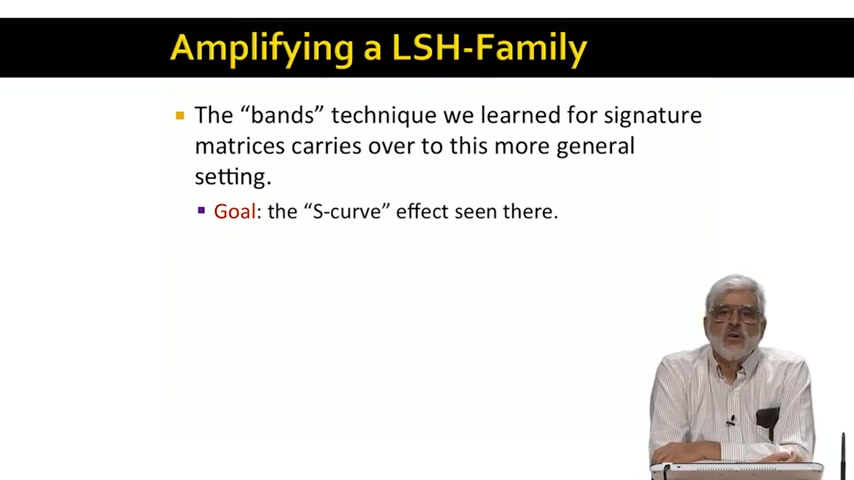 Amplifying a LSH-Family
The “bands” technique we learned for signature
matrices carries over to this more general
setting.
Goal: the “S-curve” effect seen there.